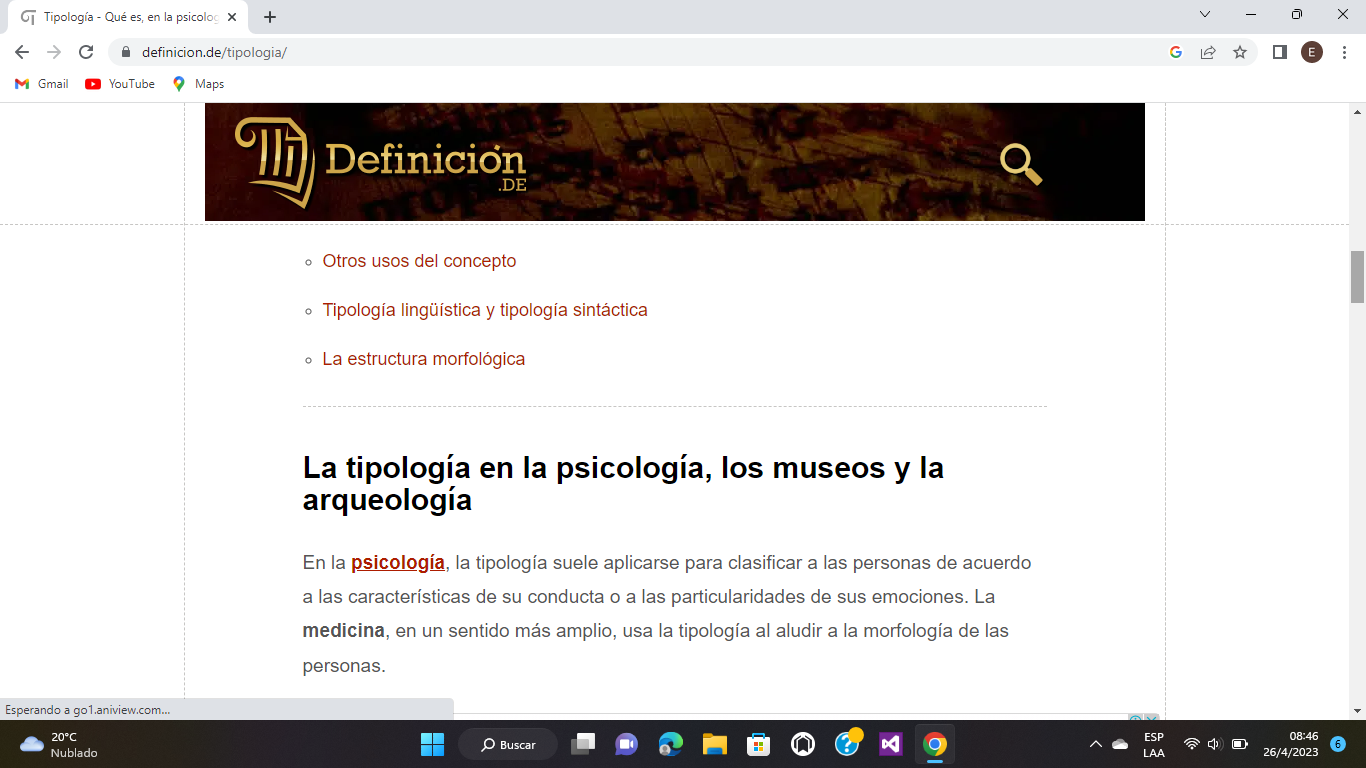 Tipología - Qué es, en la psicolog
definicion.de/tipologia/
E
Gmail
YouTube
Maps
Definición
.DE
Otros usos del concepto
Tipología lingüística y tipología sintáctica
La estructura morfológica
La tipología en la psicología, los museos y la
arqueología
En la psicología, la tipología suele aplicarse para clasificar a las personas de acuerdo
a las características de su conducta o a las particularidades de sus emociones. La
medicina, en un sentido más amplio, usa la tipología al aludir a la morfología de las
personas.
Esperando a go1.aniview.com...
20°C
Nublado
Buscar
ESP
LAA
08:46
26/4/2023
6